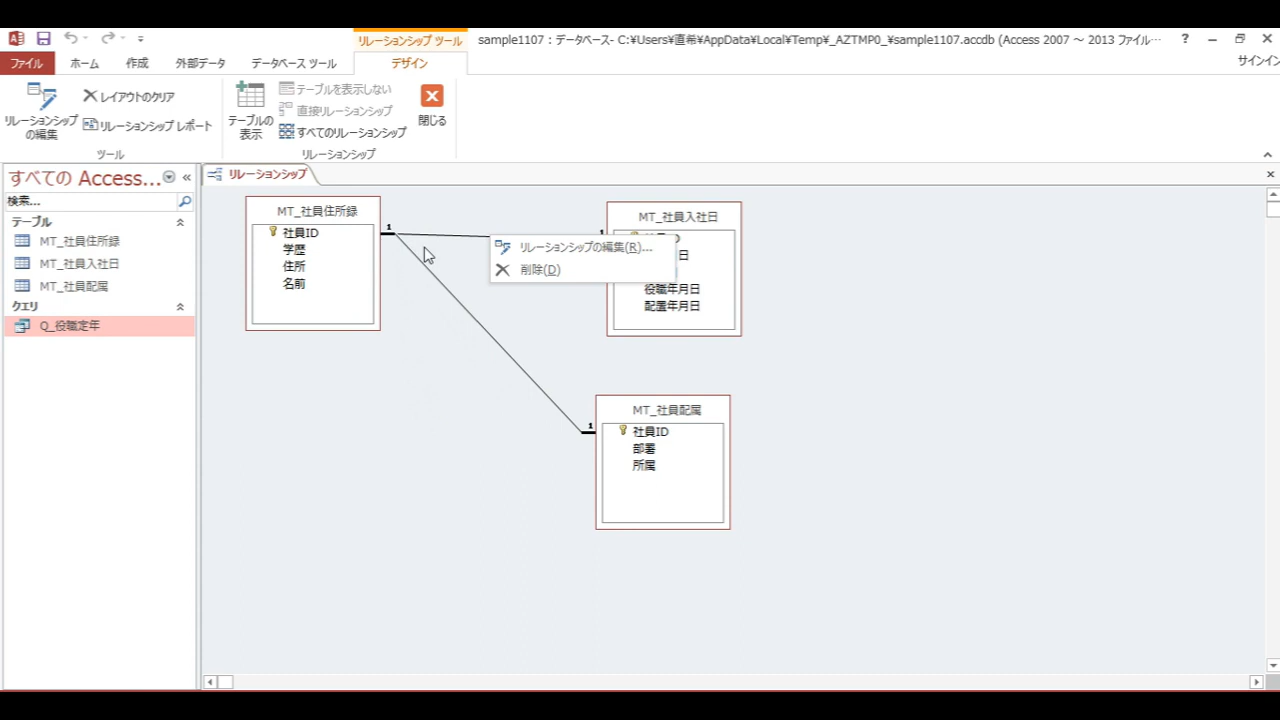 リレーションシップ ツール
sample1107 : データベース- C:¥Users¥直希¥AppData¥Local¥Temp¥_AZTMP0_¥sample1107.accdb (Access 2007 ～ 2013 ファイル…
?
サインイン
ファイル
ホーム
作成
外部データ
データベース ツール
デザイン
リレーションシップ
の編集
レイアウトのクリア
リレーションシップ レポート
ツール
テーブルの
表示
テーブルを表示しない
直接リレーションシップ
すべてのリレーションシップ
閉じる
リレーションシップ
すべての Access...
«
検索...
テーブル
MT_社員住所録
MT_社員入社日
MT_社員配属
クエリ
Q_役職定年
リレーションシップ
MT_社員住所録
社員ID
学歴
住所
名前
1
リレーションシップの編集(R)...
削除(D)
1
MT_社員入社日
日
役職年月日
配置年月日
1
MT_社員配属
社員ID
部署
所属